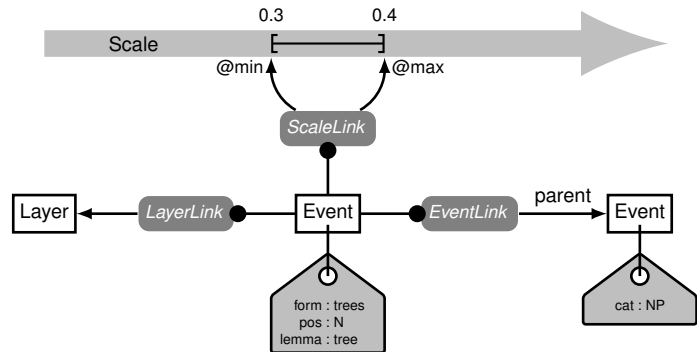 0.3 0.4
Scale
@min @max
ScaleLink
Layer LayerLink Event EventLink parent Event
form : trees
pos : N
lemma : tree
cat : NP